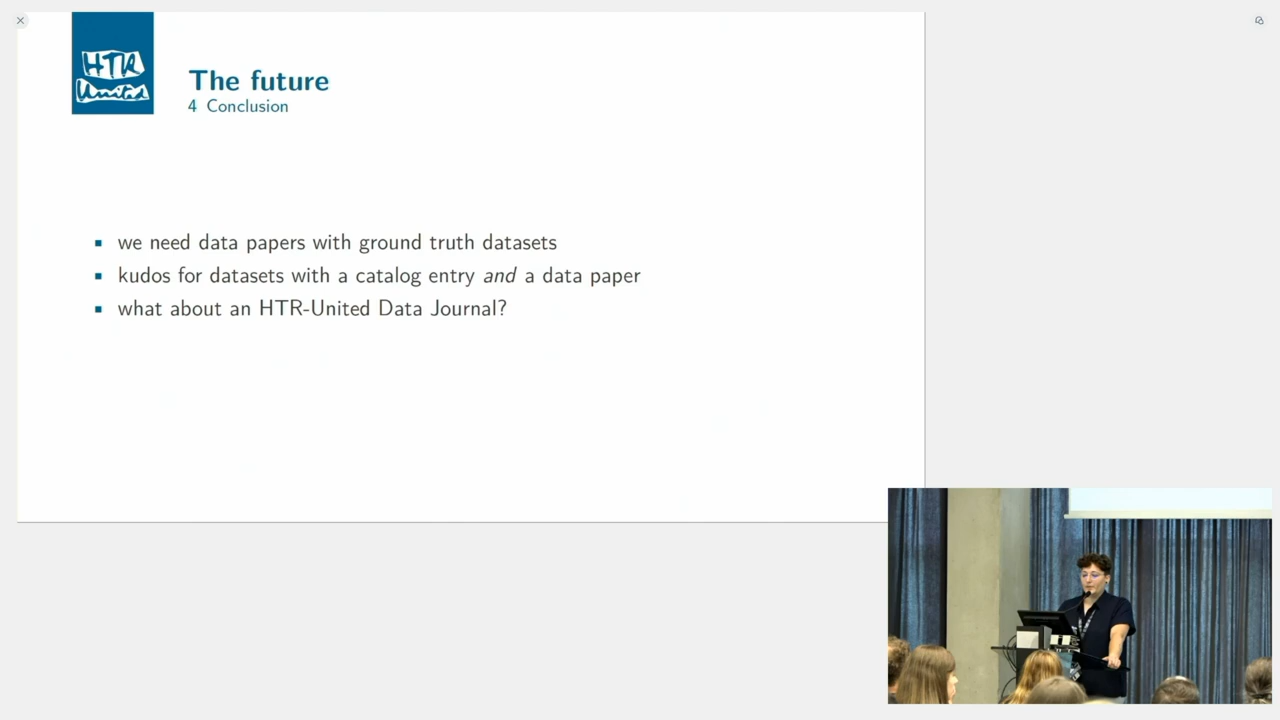 HTR
United
The future
4 Conclusion
we need data papers with ground truth datasets
kudos for datasets with a catalog entry and a data paper
what about an HTR-United Data Journal?